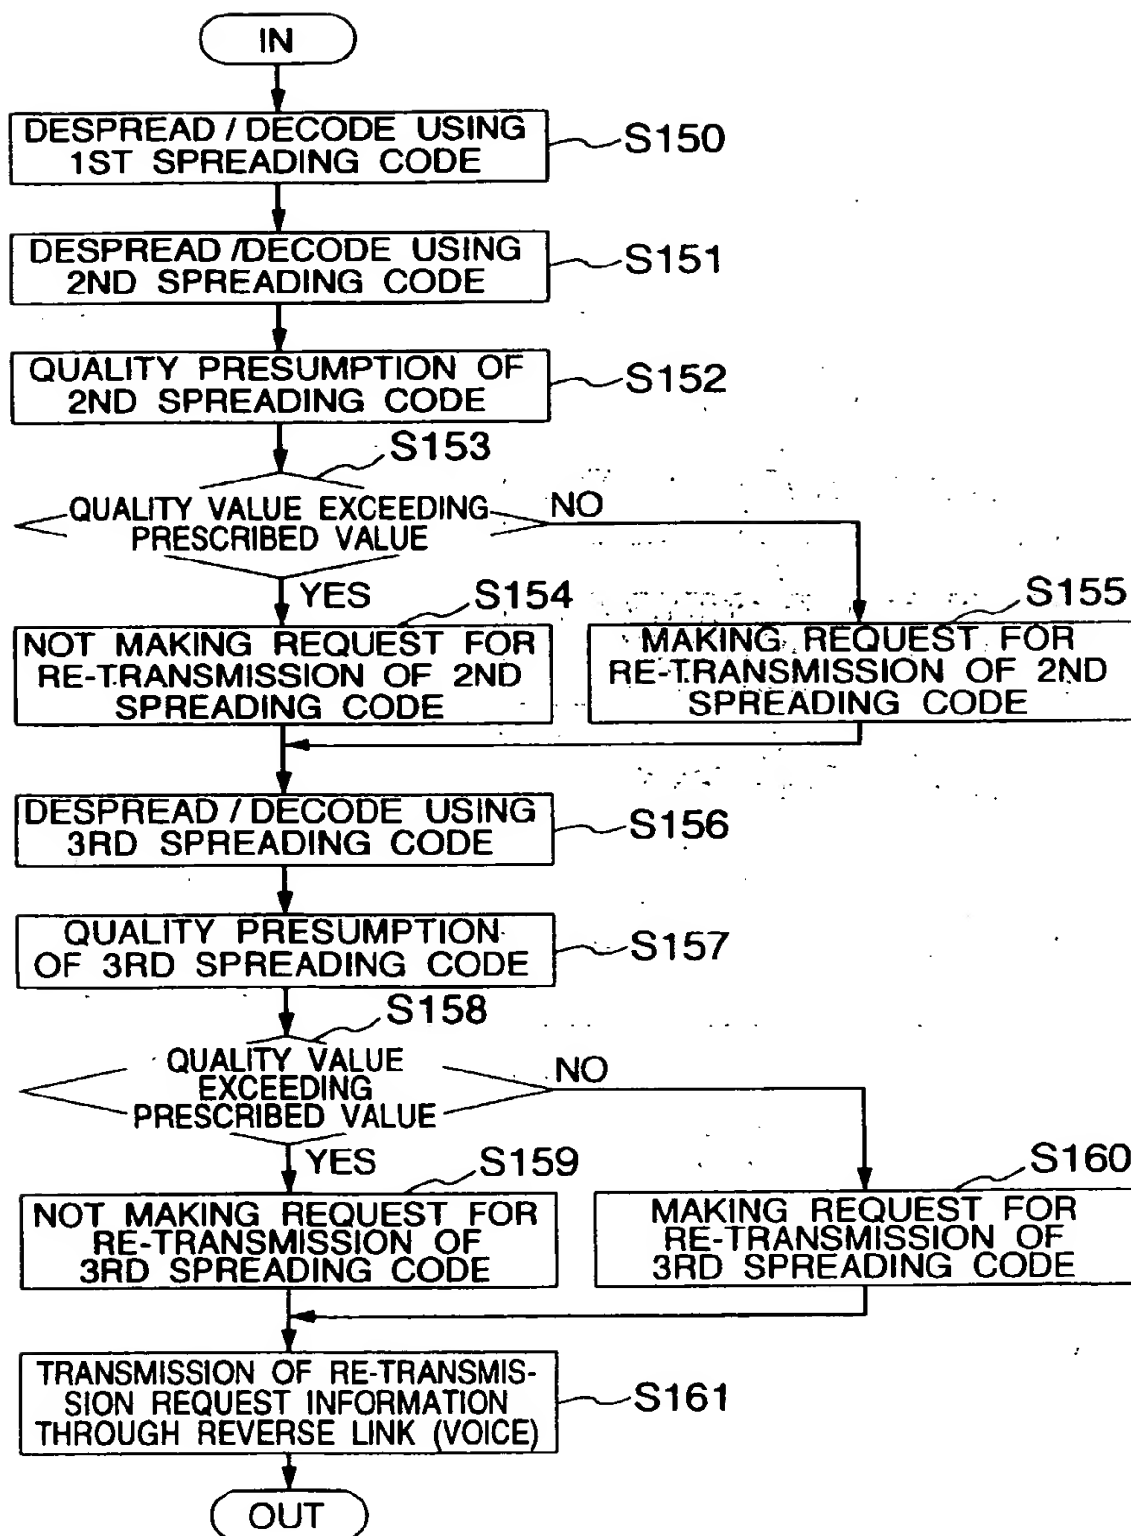 IN
DESPREAD / DECODE USING
1ST SPREADING CODE
S150
DESPREAD /DECODE USING
2ND SPREADING CODE
S151
QUALITY PRESUMPTION OF
2ND SPREADING CODE
S152
S153
QUALITY VALUE EXCEEDING
PRESCRIBED VALUE
NO
YES
S154
NOT MAKING REQUEST FOR
RE-TRANSMISSION OF 2ND
SPREADING CODE
S155
MAKING REQUEST FOR
RE-TRANSMISSION OF 2ND
SPREADING CODE
DESPREAD / DECODE USING
3RD SPREADING CODE
S156
QUALITY PRESUMPTION
OF 3RD SPREADING CODE
S157
S158
QUALITY VALUE
EXCEEDING
PRESCRIBED VALUE
NO
YES
S159
NOT MAKING REQUEST FOR
RE-TRANSMISSION OF
3RD SPREADING CODE
S160
MAKING REQUEST FOR
RE-TRANSMISSION OF
3RD SPREADING CODE
TRANSMISSION OF RE-TRANSMIS-
SION REQUEST INFORMATION
THROUGH REVERSE LINK (VOICE)
S161
OUT